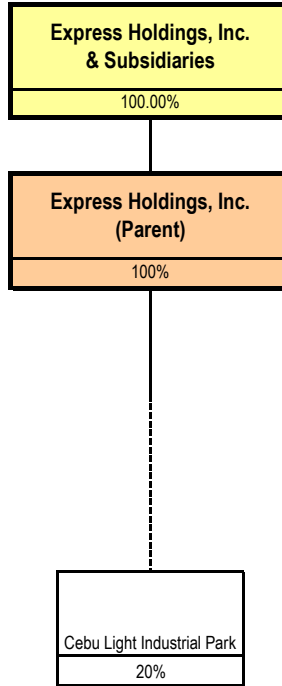 Express Holdings, Inc.
& Subsidiaries
100.00%
Express Holdings, Inc.
(Parent)
100%
Cebu Light Industrial Park
20%